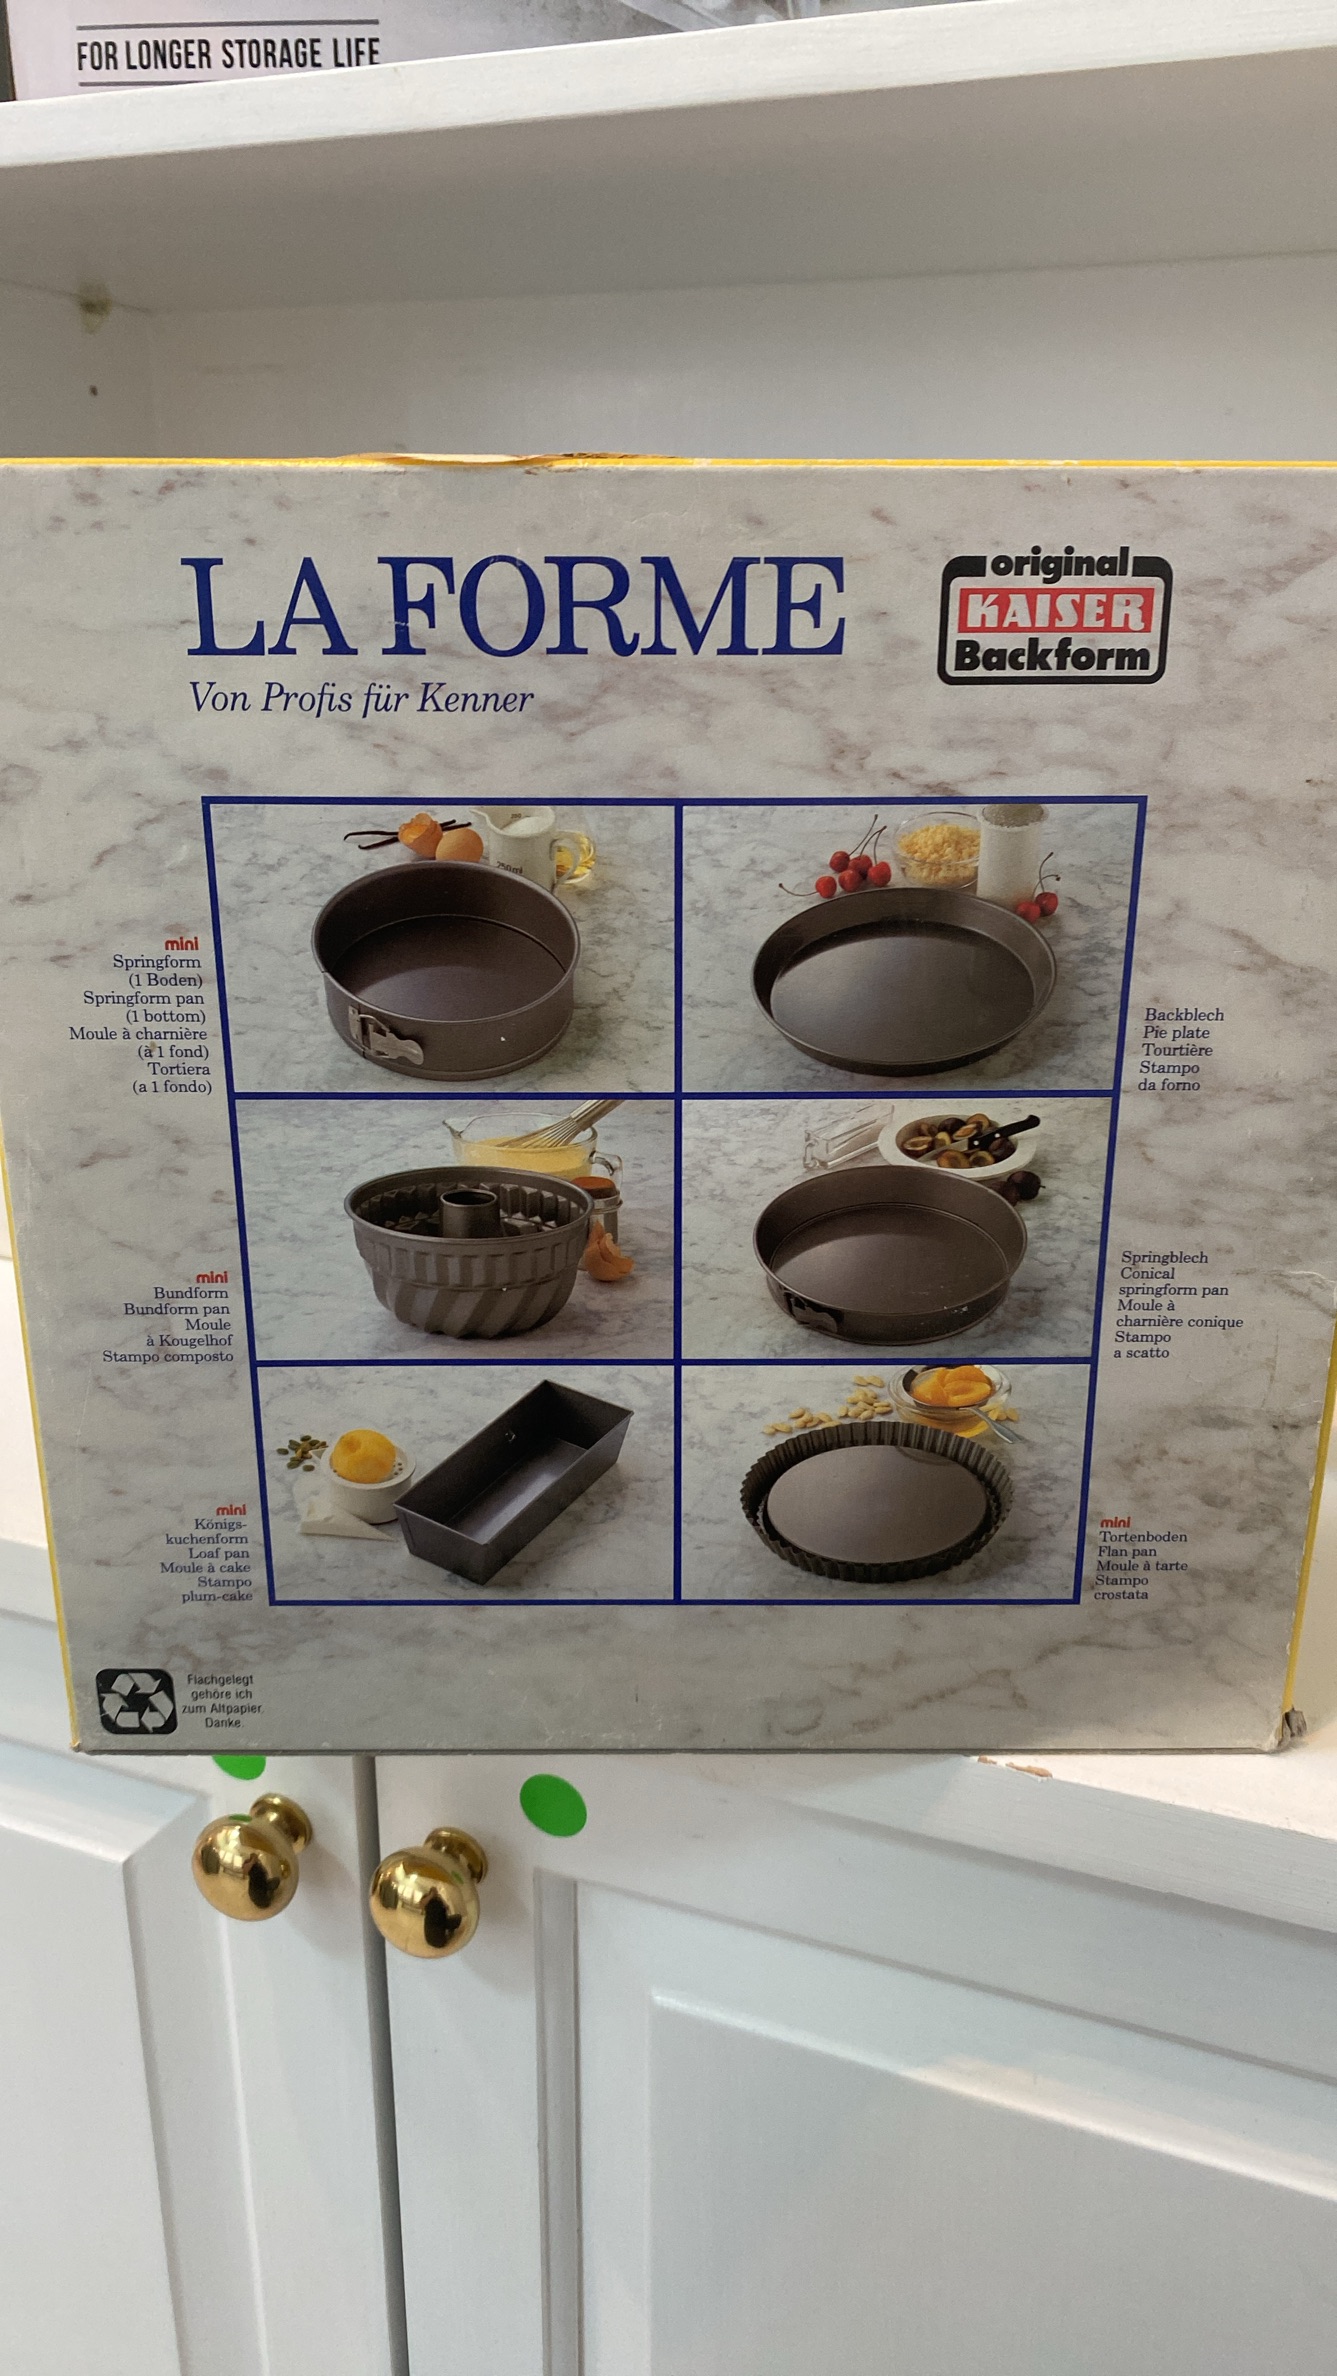 FOR LONGER STORAGE LIFE
LA FORME
Von Profis für Kenner
original
KAISER
Backform
mini
Springform
(1 Boden)
Springform pan
(1 bottom)
Moule à charnière
(à 1 fond)
Tortiera
(a 1 fondo)
Backblech
Pie plate
Tourtière
Stampo
da forno
mini
Bundform
Bundform pan
Moule
à Kougelhof
Stampo composto
Springblech
Conical
springform pan
Moule à
charnière conique
Stampo
a scatto
mini
Königs-
kuchenform
Loaf pan
Moule à cake
Stampo
plum-cake
mini
Tortenboden
Flan pan
Moule à tarte
Stampo
crostata
Flachgelegt
gehöre ich
zum Altpapier.
Danke.